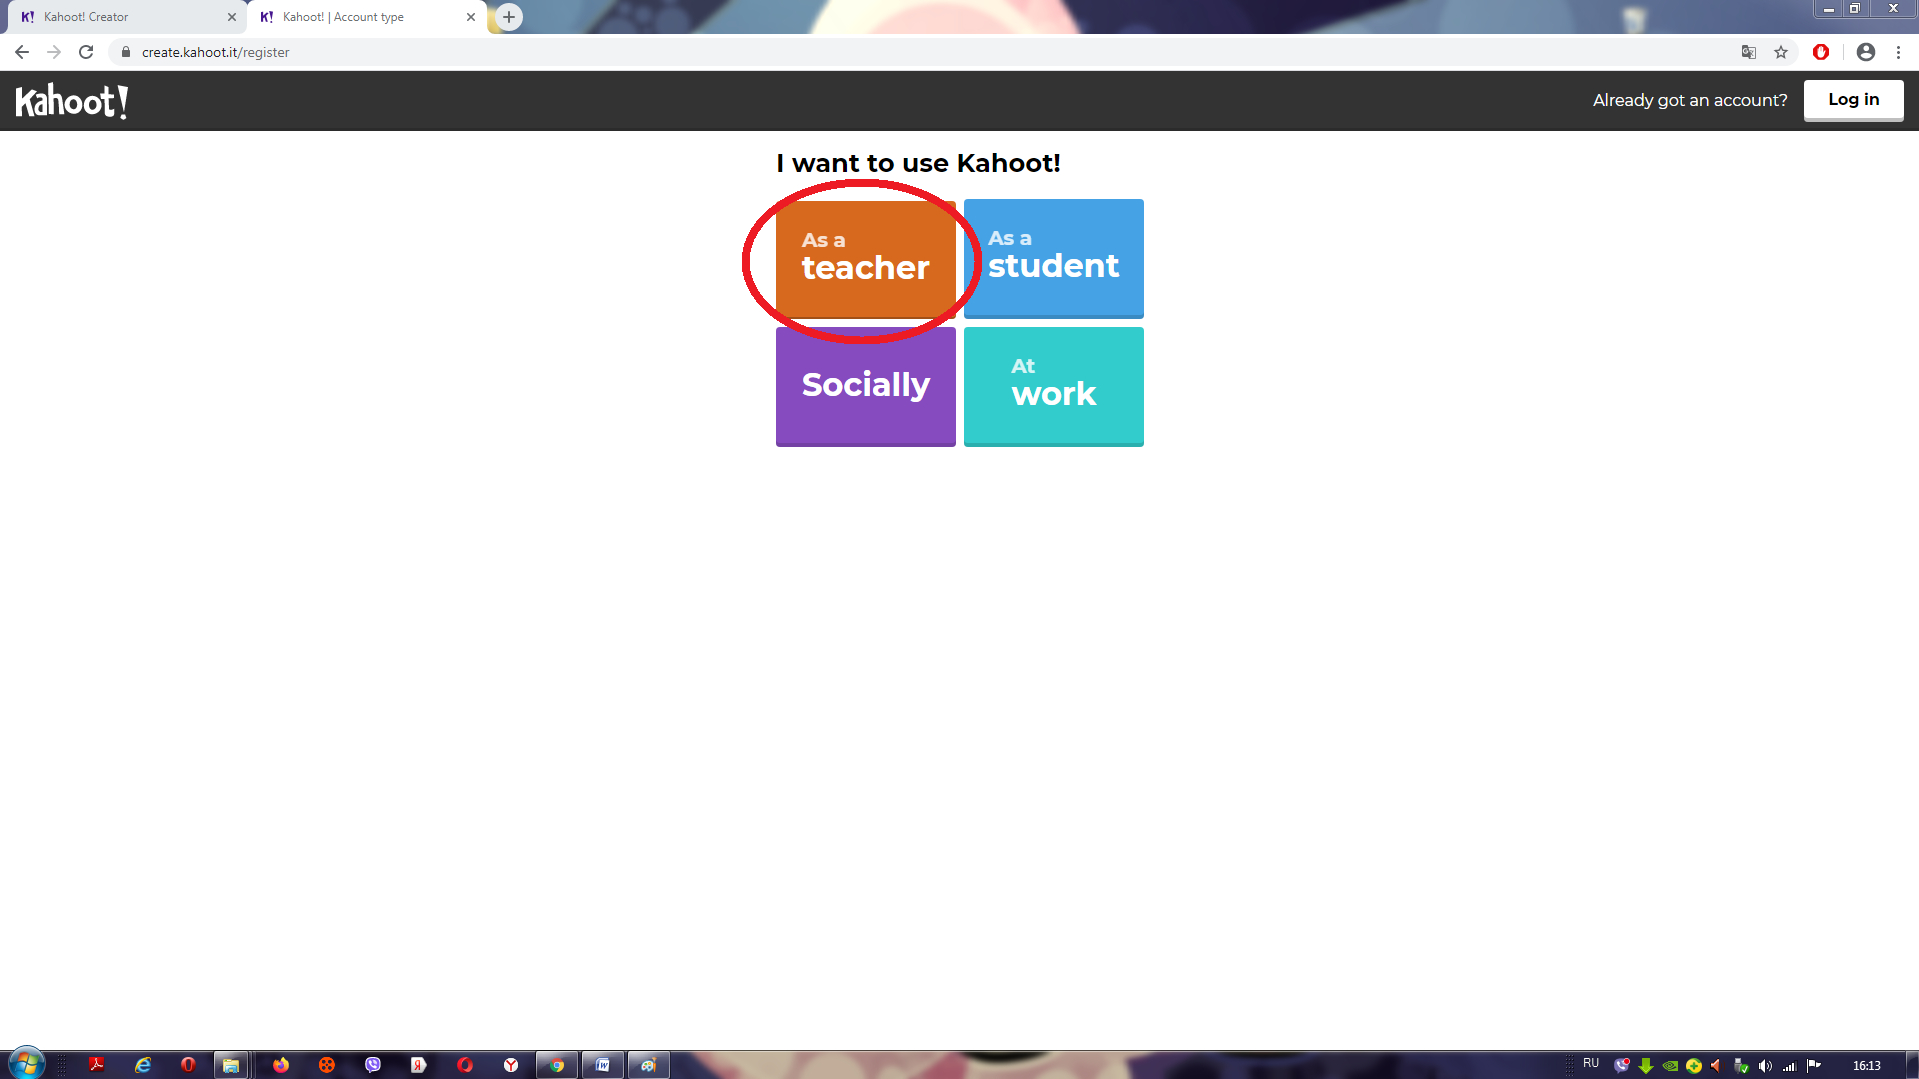 Kahoot! Creator
Kahoot! | Account type
create.kahoot.it/register
Kahoot!
Already got an account?
Log in
I want to use Kahoot!
As a
teacher
As a
student
Socially
At
work
RU
16:13